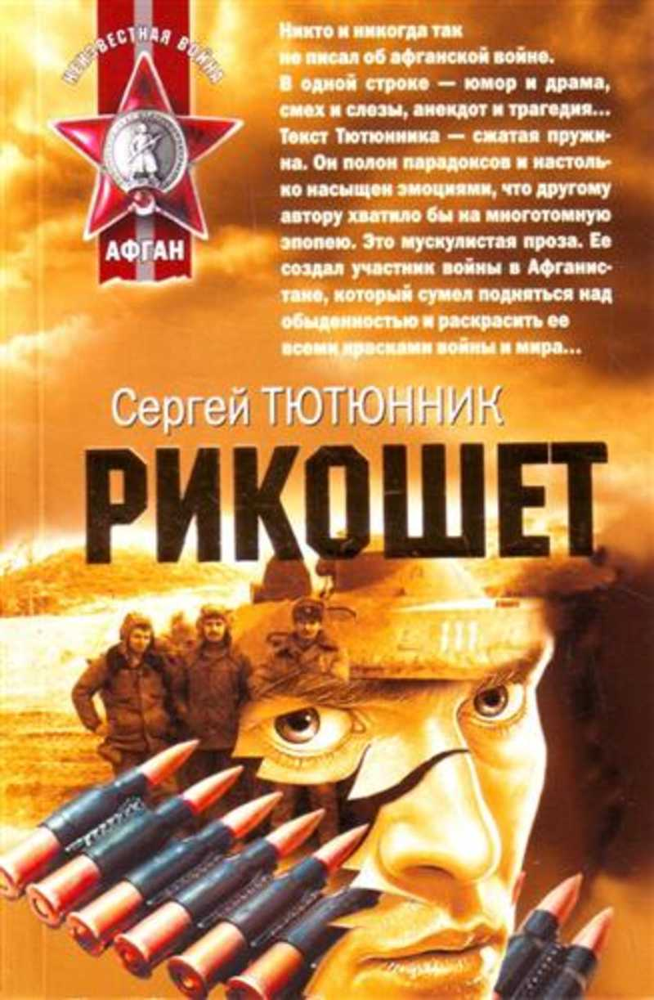 НЕИЗВЕСТНАЯ ВОЙНА
АФГАН
Никто и никогда так
не писал об афганской войне.
В одной строке — юмор и драма,
смех и слезы, анекдот и трагедия...
Текст Тютюнника — сжатая пружи-
на. Он полон парадоксов и настоль-
ко насыщен эмоциями, что другому
автору хватило бы на многотомную
эпопею. Это мускулистая проза. Ее
создал участник войны в Афганис-
тане, который сумел подняться над
обыденностью и раскрасить ее
всеми красками войны и мира...
Сергей ТЮТЮННИК
РИКОШЕТ
111